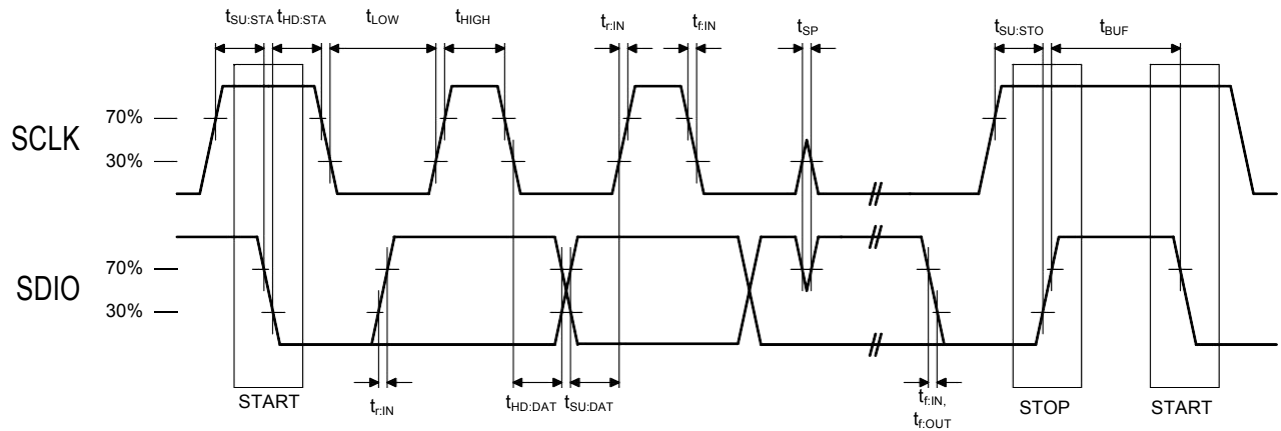 tSU:STA tHD:STA tLOW tHIGH tr:IN tf:IN tSP tSU:STO tBUF
SCLK
70%
30%
SDIO
70%
30%
START
tr:IN
tHD:DAT tSU:DAT
tf:IN,
tf:OUT
STOP
START